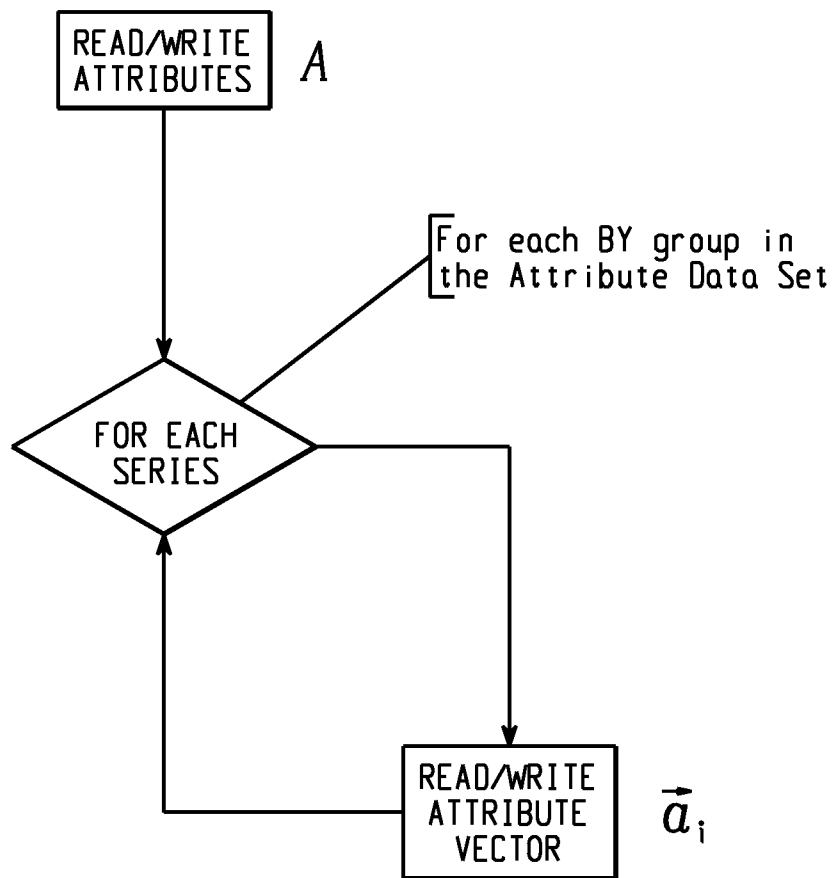 READ/WRITE
ATTRIBUTES
A
For each BY group in
the Attribute Data Set
FOR EACH
SERIES
READ/WRITE
ATTRIBUTE
VECTOR
a⃗ᵢ